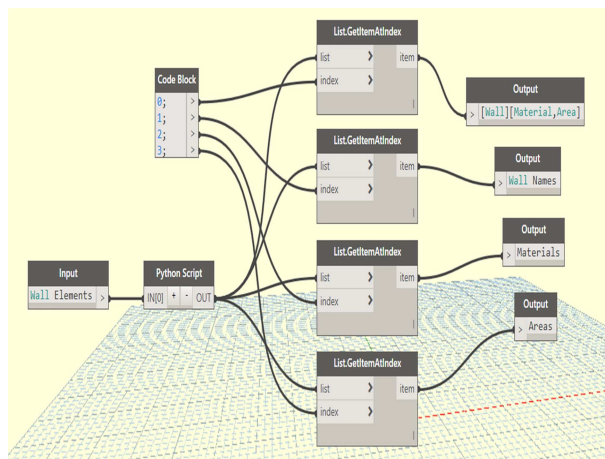 List.GetItemAtIndex
list > item
index >
|
Code Block
0; >
1; >
2; >
3; >
Output
> [Wall][Material,Area]
List.GetItemAtIndex
list > item
index >
|
Output
> Wall Names
Output
> Materials
List.GetItemAtIndex
list > item
index >
|
Input
Wall Elements >
Python Script
IN[0] + - OUT
Output
> Areas
List.GetItemAtIndex
list > item
index >
|